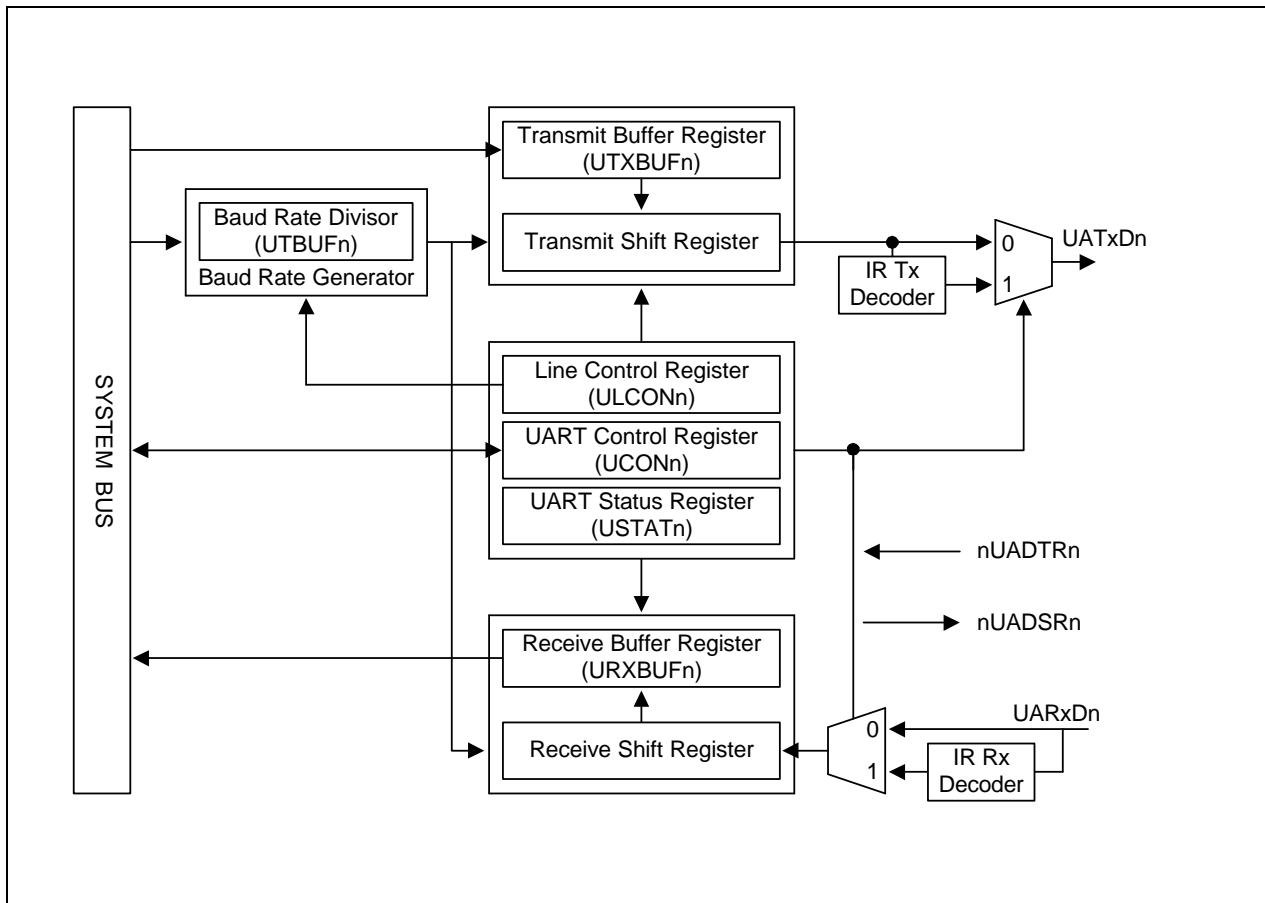 Transmit Buffer Register
(UTXBUFn)
Baud Rate Divisor
(UTBUFn)
Baud Rate Generator
Transmit Shift Register
0
1
UATxDn
IR Tx
Decoder
SYSTEM BUS
Line Control Register
(ULCONn)
UART Control Register
(UCONn)
UART Status Register
(USTATn)
nUADTRn
nUADSRn
Receive Buffer Register
(URXBUFn)
Receive Shift Register
0
1
UARxDn
IR Rx
Decoder